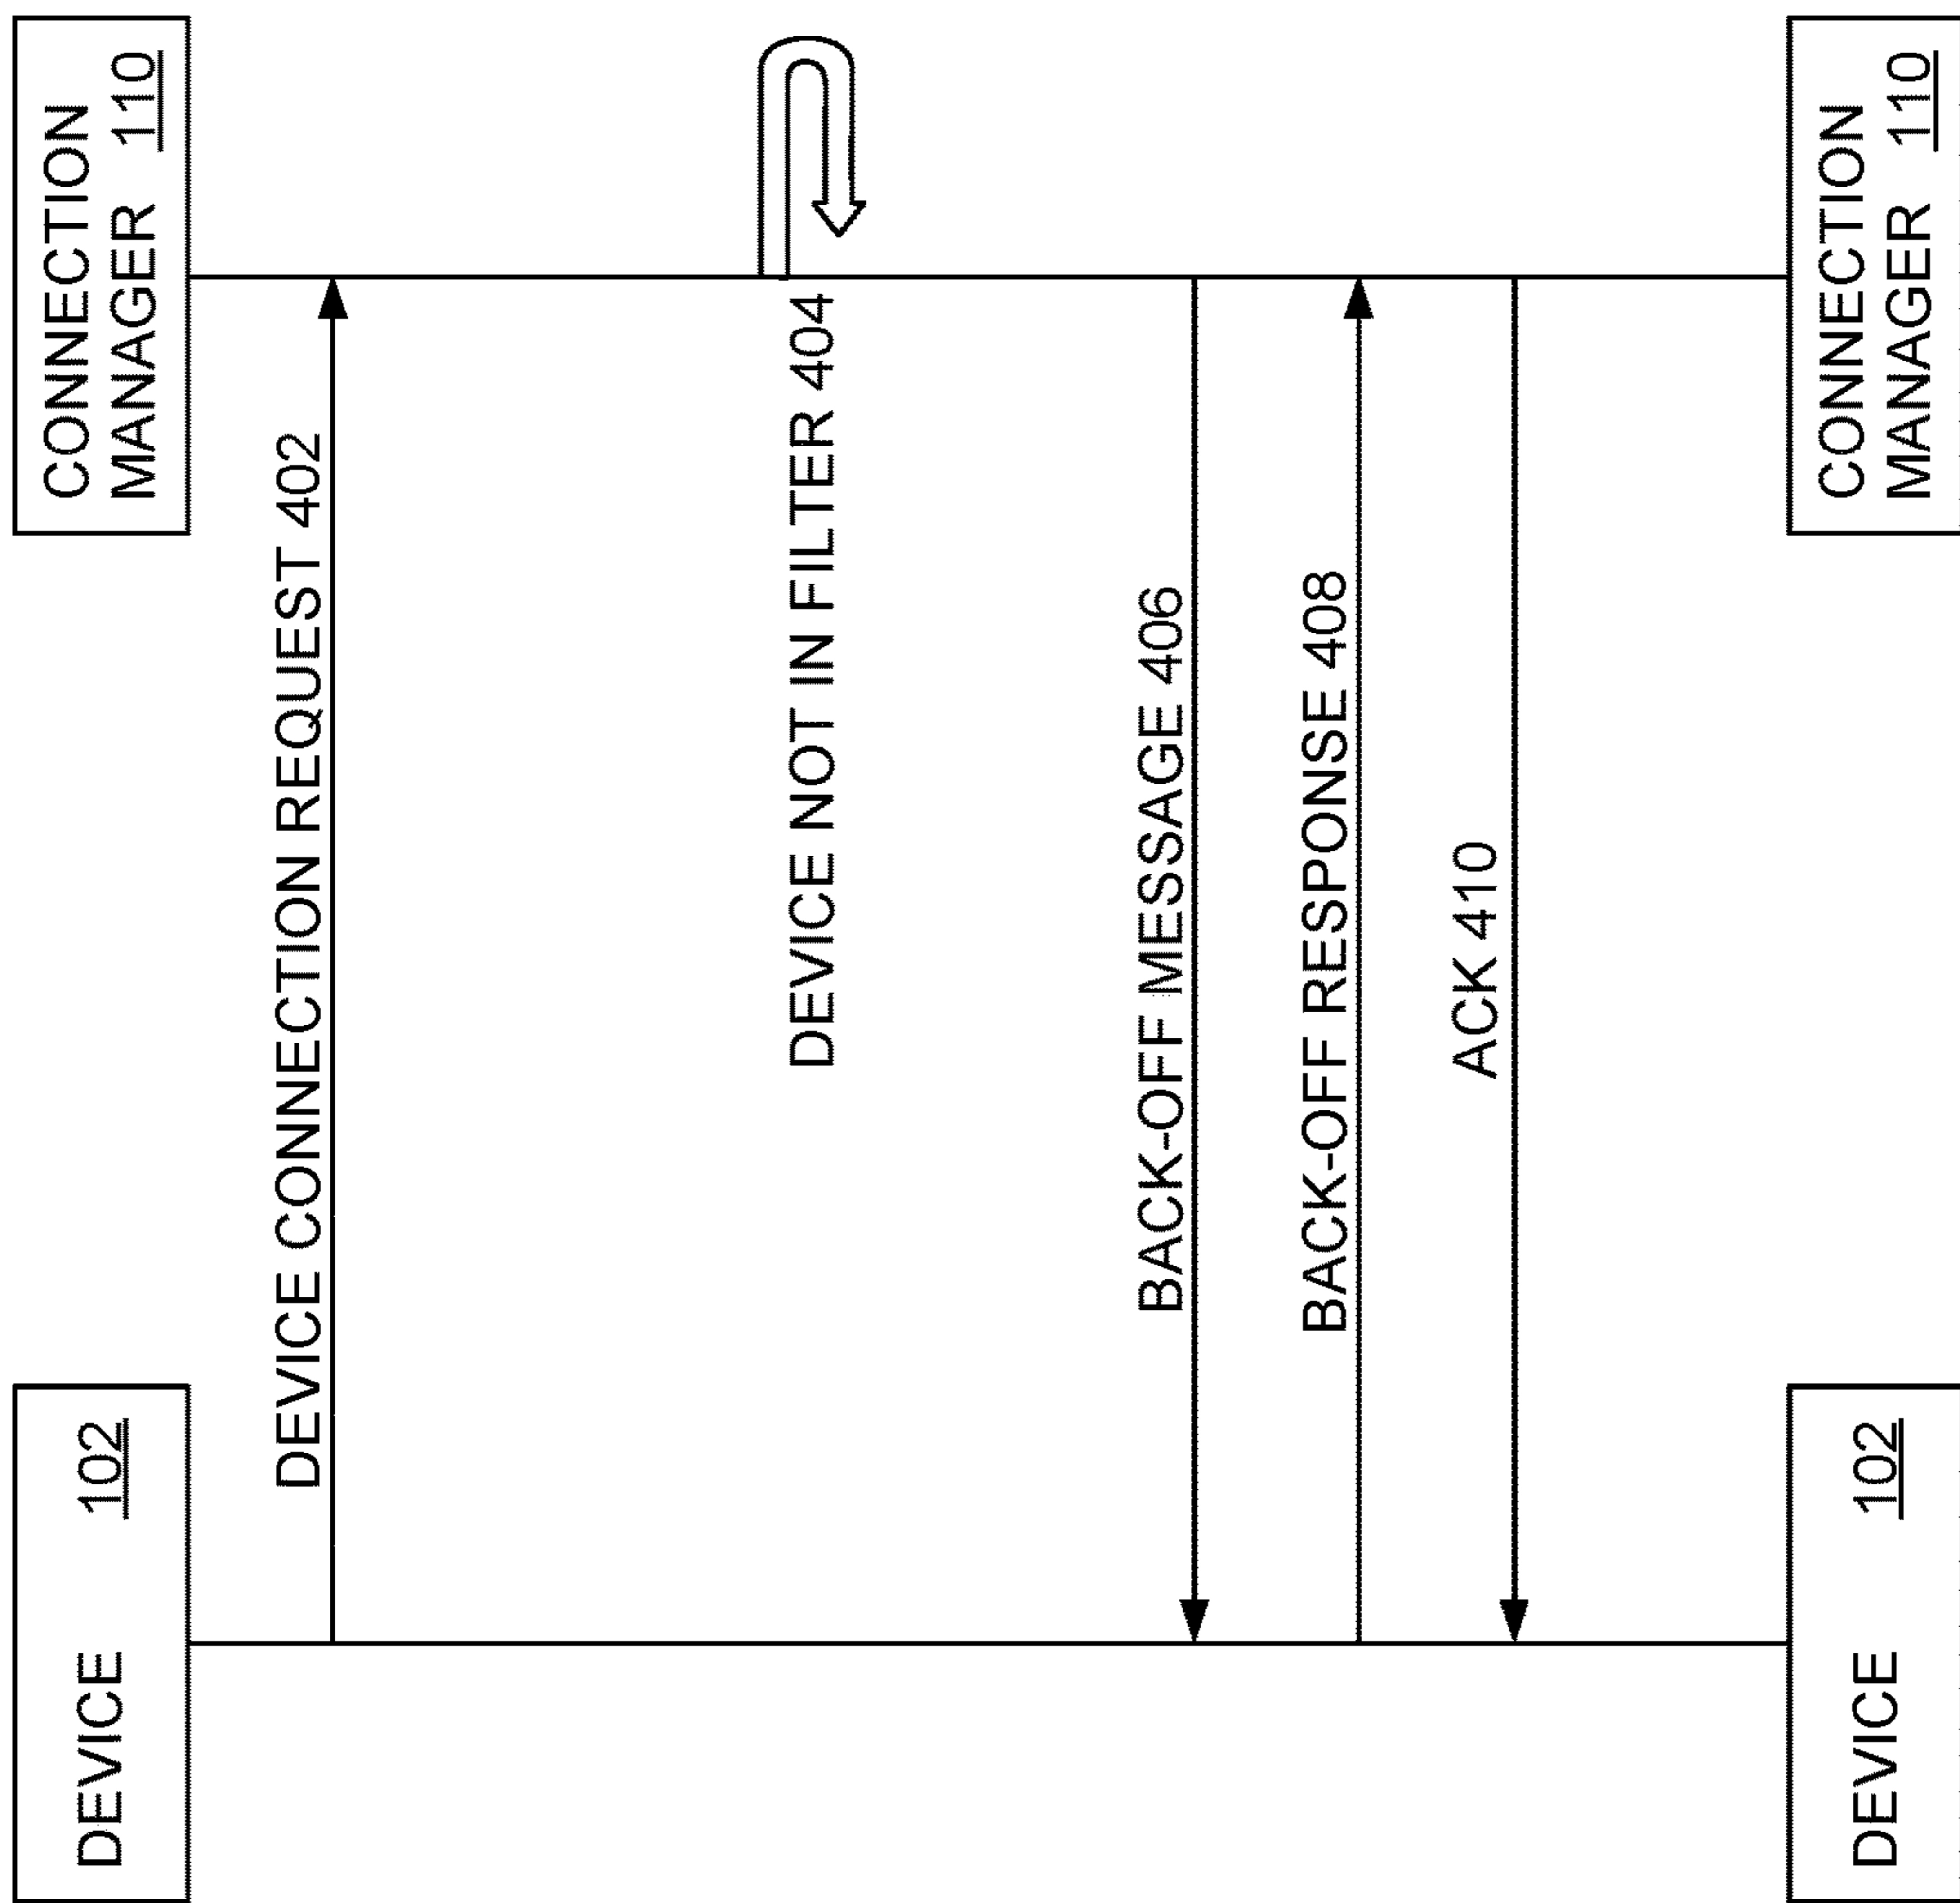 DEVICE 102
CONNECTION
MANAGER 110
DEVICE CONNECTION REQUEST 402
DEVICE NOT IN FILTER 404
BACK-OFF MESSAGE 406
BACK-OFF RESPONSE 408
ACK 410
DEVICE 102
CONNECTION
MANAGER 110